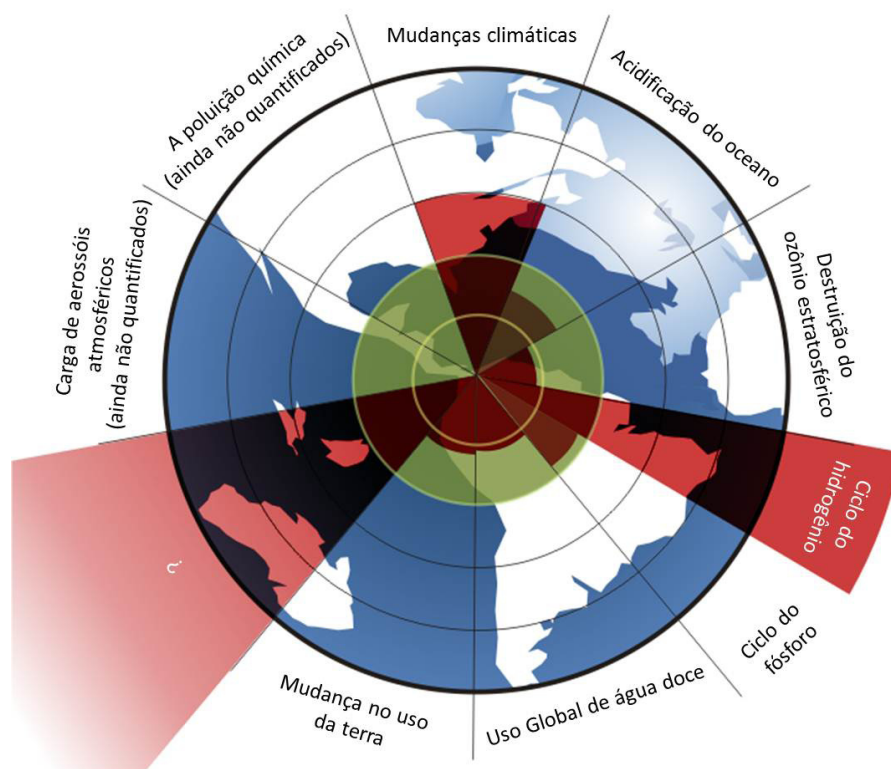 Mudanças climáticas
Acidificação do oceano
Destruição do
ozônio estratosférico
Ciclo do
hidrogênio
Ciclo do
fósforo
Uso Global de água doce
Mudança no uso
da terra
?
Carga de aerossóis
atmosféricos
(ainda não quantificados)
A poluição química
(ainda não quantificados)